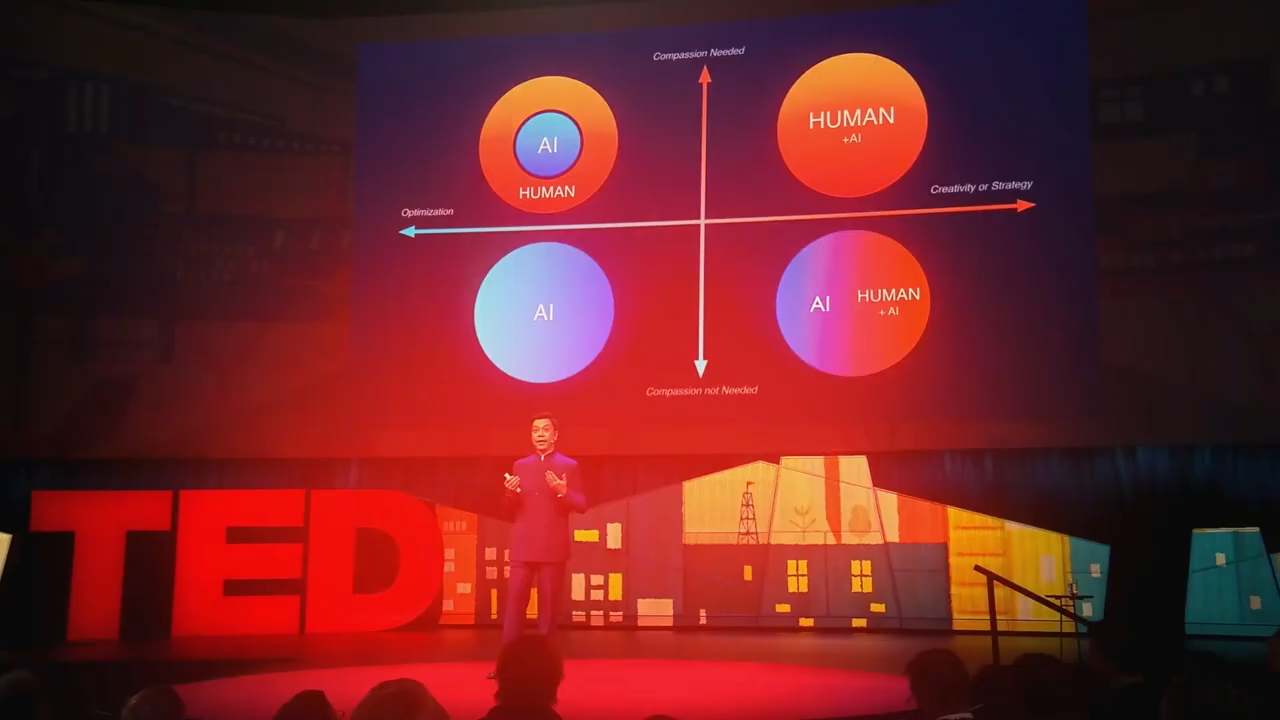 Compassion Needed
AI
HUMAN
HUMAN
+AI
Creativity or Strategy
Optimization
AI
AI
HUMAN
+ AI
Compassion not Needed
TED